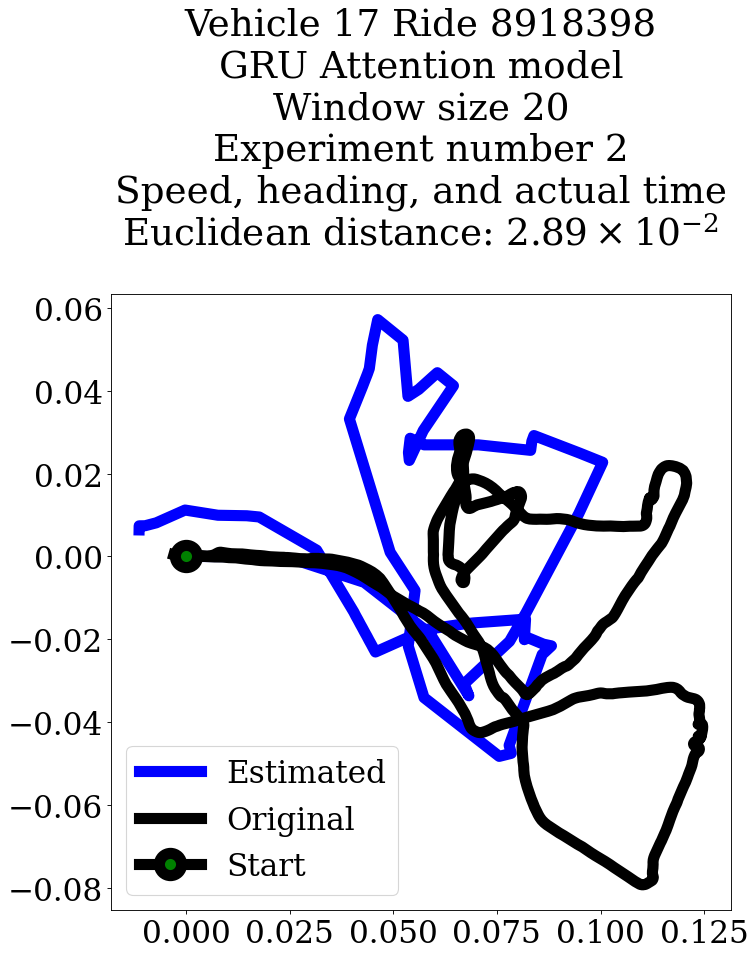 Vehicle 17 Ride 8918398
GRU Attention model
Window size 20
Experiment number 2
Speed, heading, and actual time
Euclidean distance: 2.89 × 10⁻²
0.06
0.04
0.02
0.00
−0.02
−0.04
−0.06
−0.08
Estimated
Original
Start
0.000 0.025 0.050 0.075 0.100 0.125